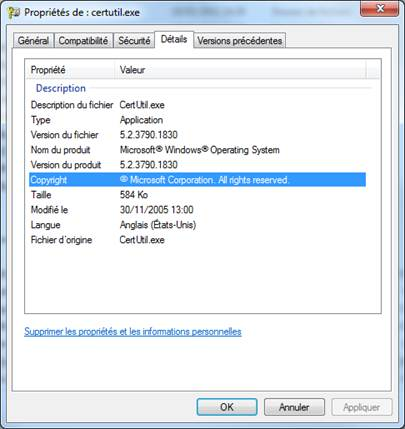 Propriétés de : certutil.exe
Général Compatibilité Sécurité Détails Versions précédentes
Propriété Valeur
Description
Description du fichier CertUtil.exe
Type Application
Version du fichier 5.2.3790.1830
Nom du produit Microsoft® Windows® Operating System
Version du produit 5.2.3790.1830
Copyright © Microsoft Corporation. All rights reserved.
Taille 584 Ko
Modifié le 30/11/2005 13:00
Langue Anglais (États-Unis)
Fichier d'origine CertUtil.exe
Supprimer les propriétés et les informations personnelles
OK Annuler Appliquer